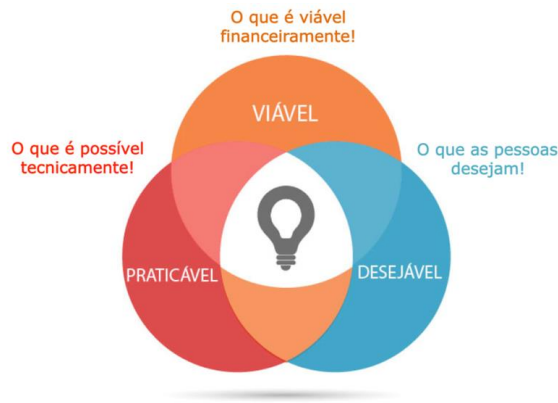 O que é viável
financeiramente!
VIÁVEL
O que é possível
tecnicamente!
O que as pessoas
desejam!
PRATICÁVEL
DESEJÁVEL